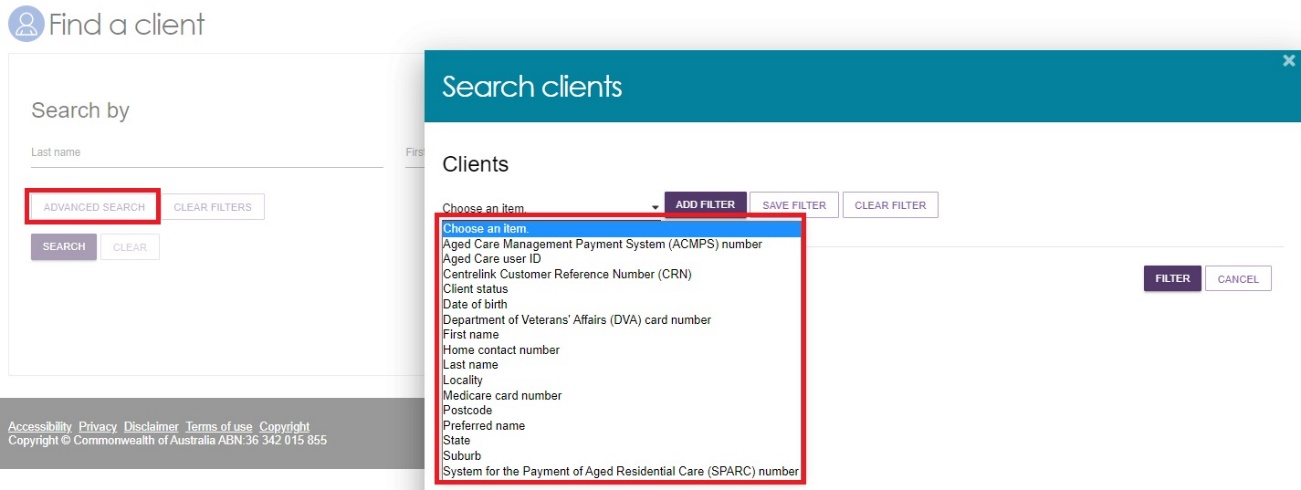 Find a client
Search by
Last name
Firs
ADVANCED SEARCH CLEAR FILTERS
SEARCH CLEAR
Accessibility Privacy Disclaimer Terms of use Copyright
Copyright © Commonwealth of Australia ABN:36 342 015 855
Search clients
Clients
Choose an item. ADD FILTER SAVE FILTER CLEAR FILTER
Choose an item.
Aged Care Management Payment System (ACMPS) number
Aged Care user ID
Centrelink Customer Reference Number (CRN)
Client status
Date of birth
Department of Veterans' Affairs (DVA) card number
First name
Home contact number
Last name
Locality
Medicare card number
Postcode
Preferred name
State
Suburb
System for the Payment of Aged Residential Care (SPARC) number
FILTER CANCEL